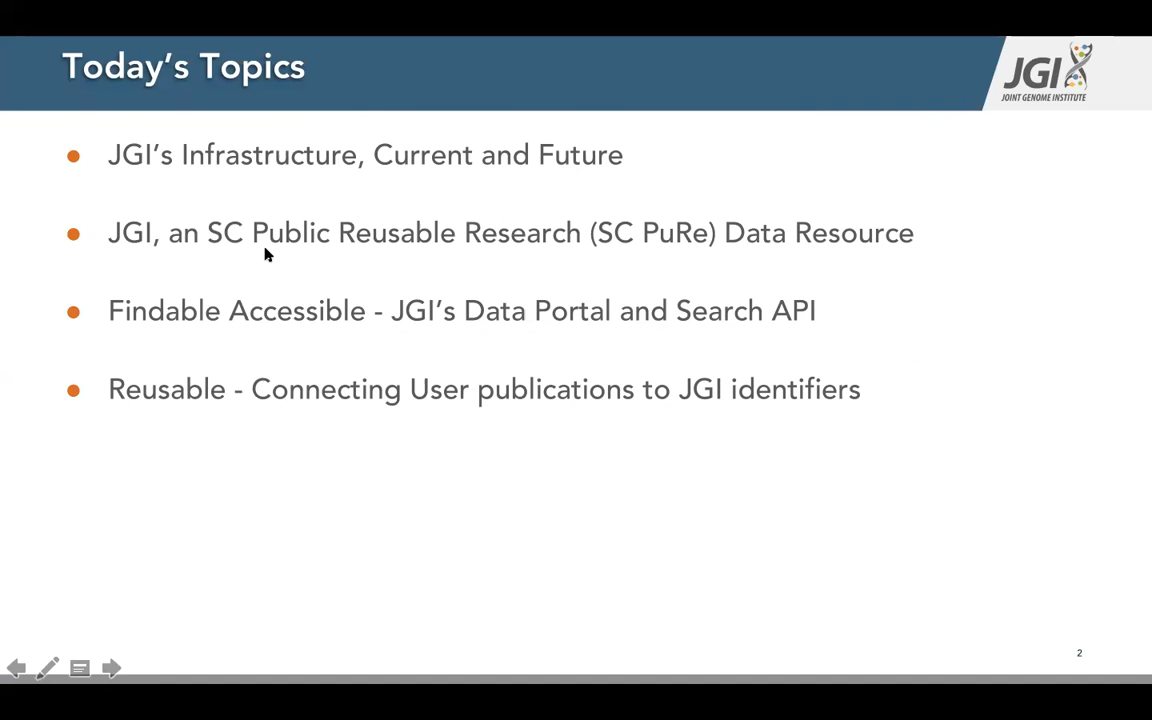 Today's Topics
JGI
JOINT GENOME INSTITUTE
JGI's Infrastructure, Current and Future
JGI, an SC Public Reusable Research (SC PuRe) Data Resource
Findable Accessible - JGI's Data Portal and Search API
Reusable - Connecting User publications to JGI identifiers
2